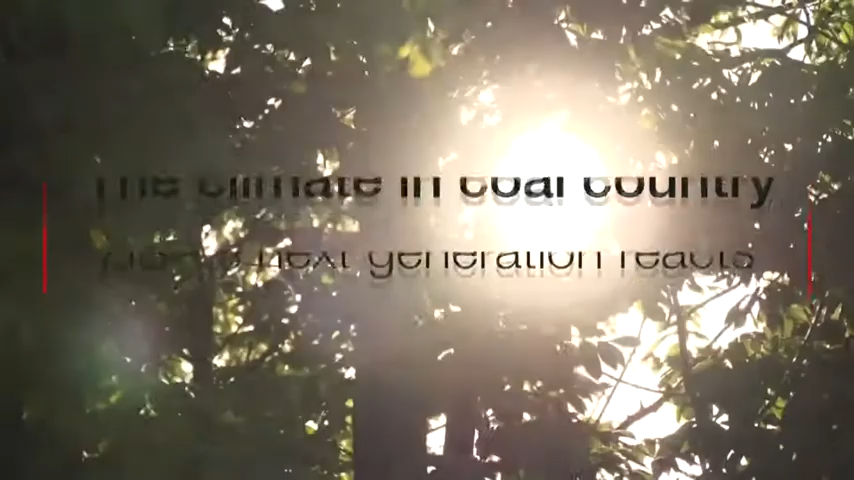 The climate in coal country
next generation reacts